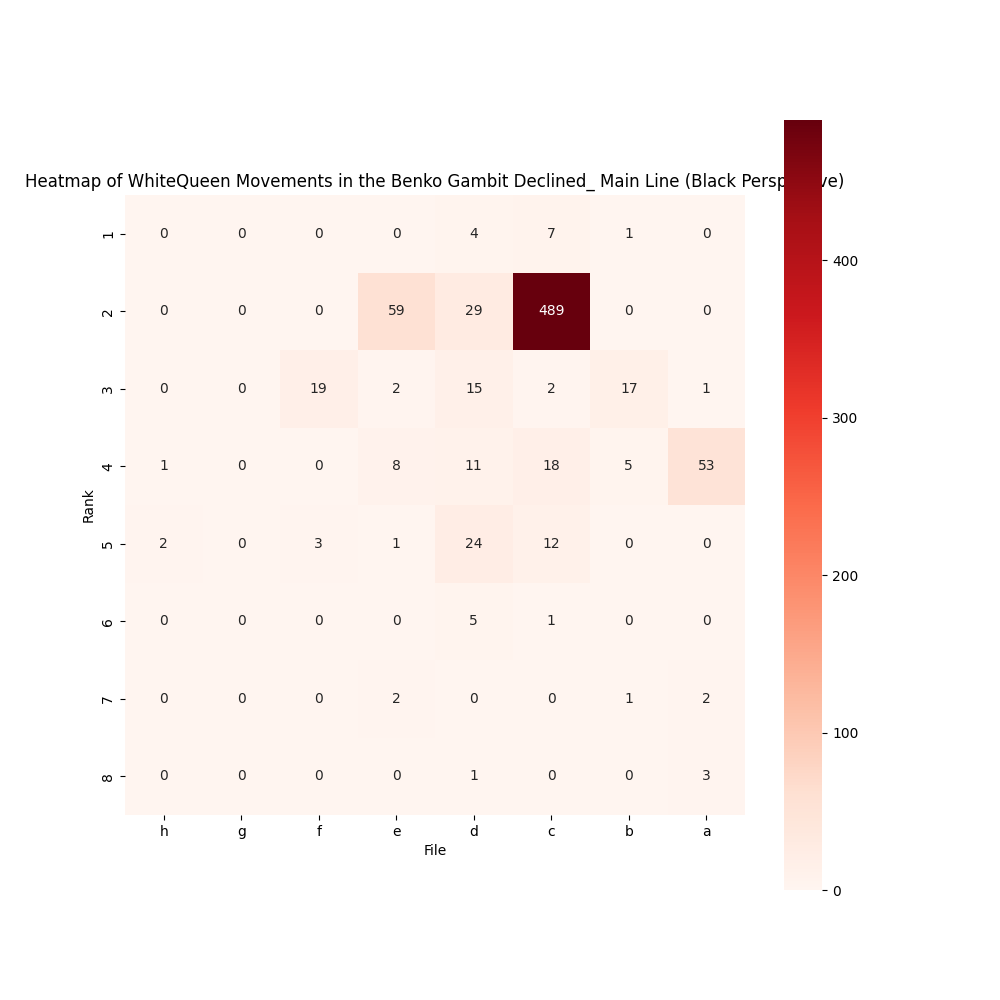 Heatmap of WhiteQueen Movements in the Benko Gambit Declined_ Main Line (Black Persp ve)
1 0 0 0 0 4 7 1 0
2 0 0 0 59 29 489 0 0
3 0 0 19 2 15 2 17 1
4 1 0 0 8 11 18 5 53
5 2 0 3 1 24 12 0 0
6 0 0 0 0 5 1 0 0
7 0 0 0 2 0 0 1 2
8 0 0 0 0 1 0 0 3
h g f e d c b a
File
Rank
400
300
200
100
0